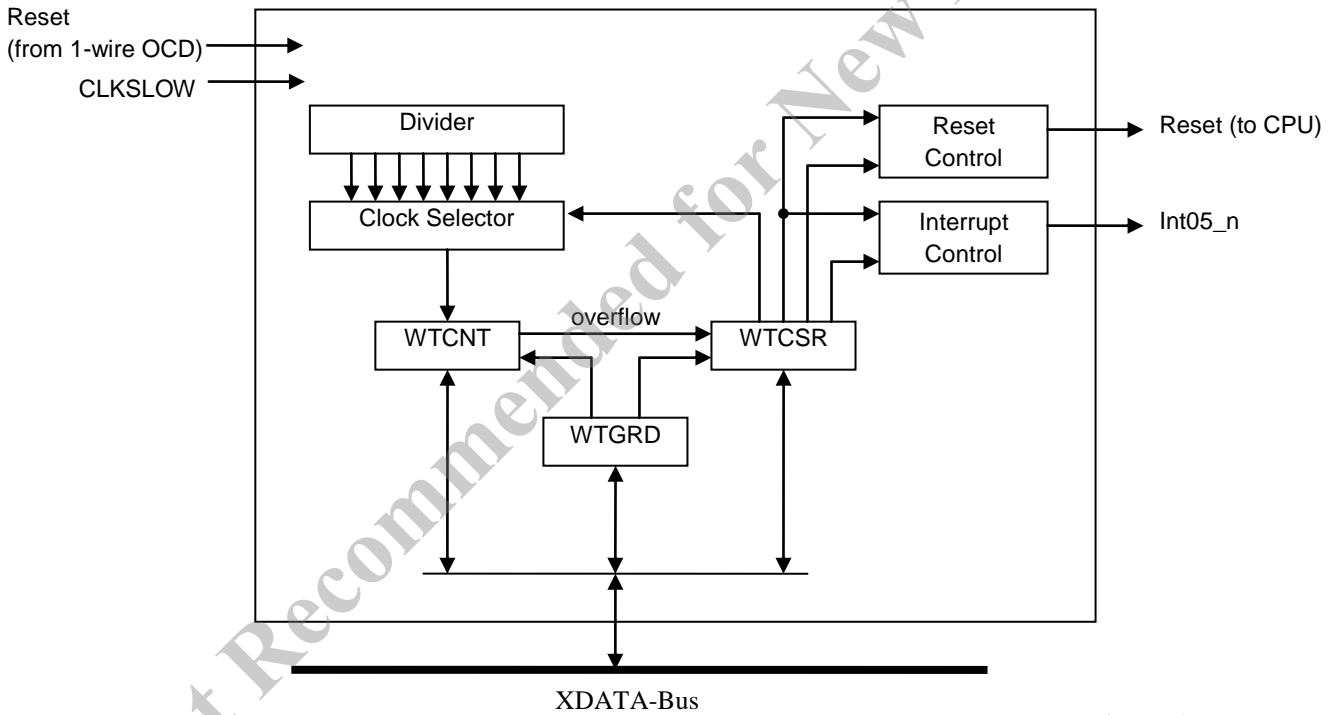 Reset
(from 1-wire OCD)
CLKSLOW
Divider
Clock Selector
Reset
Control
Reset (to CPU)
Interrupt
Control
Int05_n
WTCNT
overflow
WTCSR
WTGRD
XDATA-Bus
Recommended for New